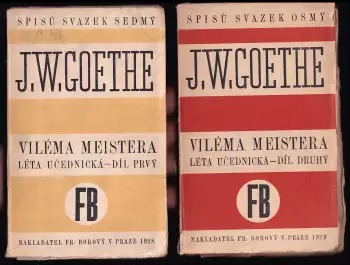 SPISŮ SVAZEK SEDMÝ
J.W.GOETHE
VILÉMA MEISTERA
LÉTA UČEDNICKÁ—DÍL PRVÝ
FB
NAKLADATEL FR. BOROVÝ V PRAZE 1928
SPISŮ SVAZEK OSMÝ
J.W.GOETHE
VILÉMA MEISTERA
LÉTA UČEDNICKÁ—DÍL DRUHÝ
FB
NAKLADATEL FR. BOROVÝ V PRAZE